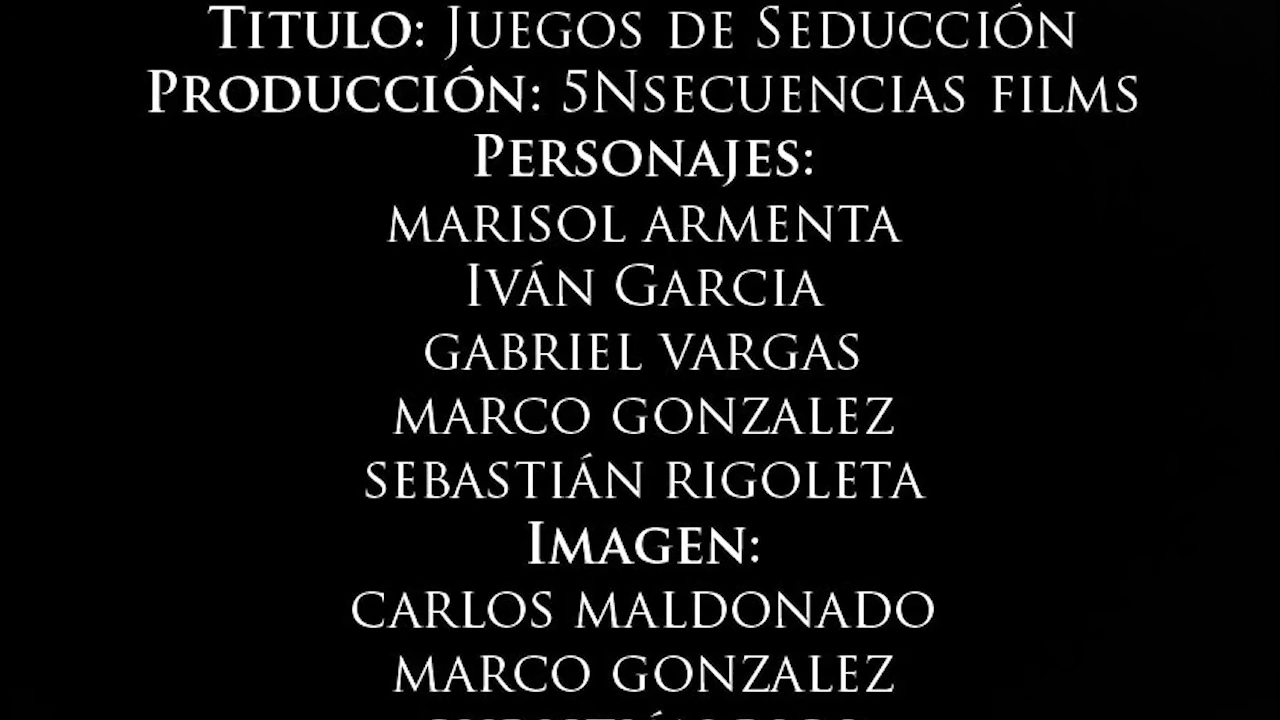 Titulo: Juegos de Seducción
Producción: 5Nsecuencias films
Personajes:
marisol armenta
Iván Garcia
gabriel vargas
marco gonzalez
sebastián rigoleta
Imagen:
carlos maldonado
marco gonzalez